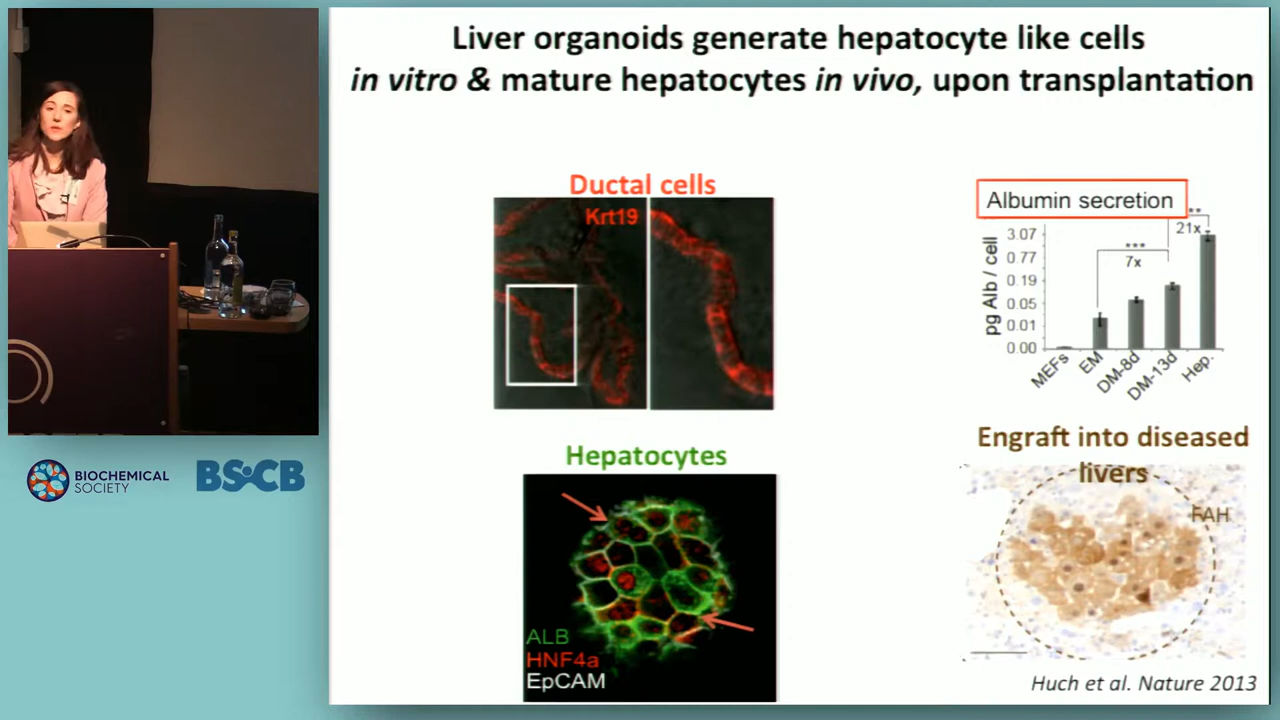 Liver organoids generate hepatocyte like cells
in vitro & mature hepatocytes in vivo, upon transplantation
Ductal cells
Krt19
Hepatocytes
ALB
HNF4a
EpCAM
Albumin secretion
**
21x
***
7x
pg Alb / cell
3.07
0.77
0.19
0.05
0.01
0.00
MEFs
EM
DM-8d
DM-13d
Hep.
Engraft into diseased
livers
FAH
Huch et al. Nature 2013
BIOCHEMICAL
SOCIETY
BSCB